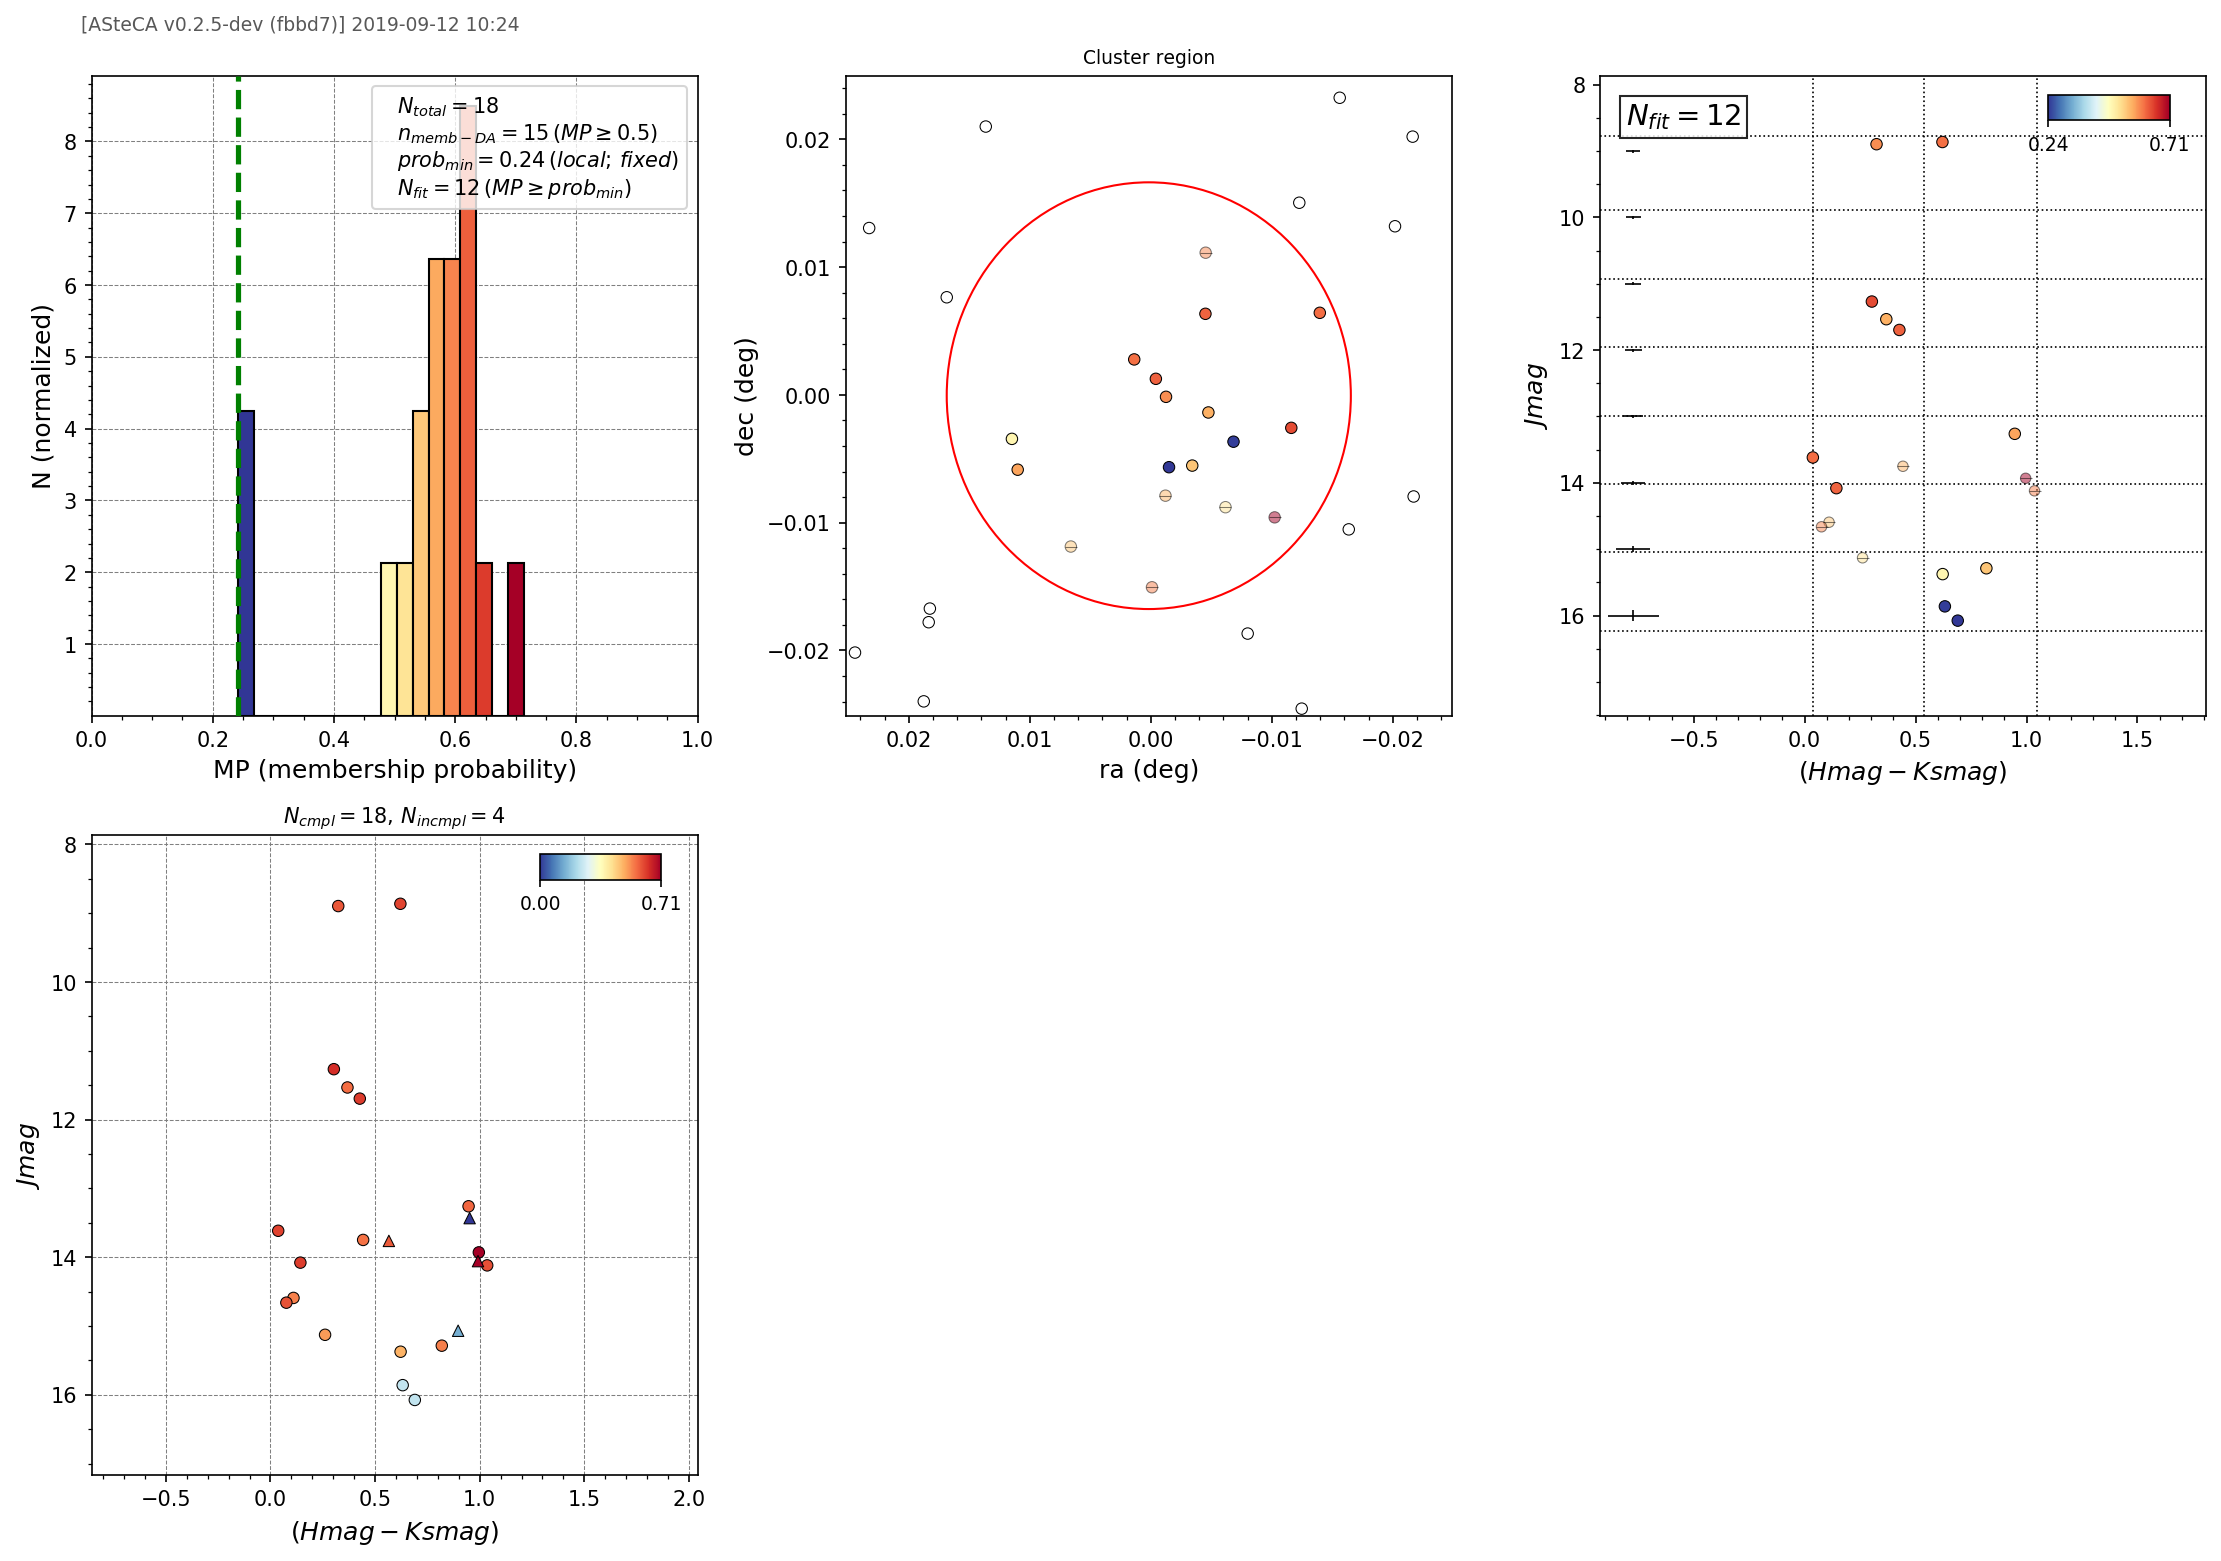 [ASteCA v0.2.5-dev (fbbd7)] 2019-09-12 10:24
N_total = 18
n_memb-DA = 15 (MP ≥ 0.5)
prob_min = 0.24 (local; fixed)
N_fit = 12 (MP ≥ prob_min)
8
7
6
5
4
3
2
1
N (normalized)
0.0 0.2 0.4 0.6 0.8 1.0
MP (membership probability)
Cluster region
0.02
0.01
0.00
−0.01
−0.02
dec (deg)
0.02 0.01 0.00 −0.01 −0.02
ra (deg)
N_fit = 12
0.24 0.71
8
10
12
14
16
Jmag
−0.5 0.0 0.5 1.0 1.5
(Hmag − Ksmag)
N_cmpl = 18, N_incmpl = 4
0.00 0.71
8
10
12
14
16
Jmag
−0.5 0.0 0.5 1.0 1.5 2.0
(Hmag − Ksmag)